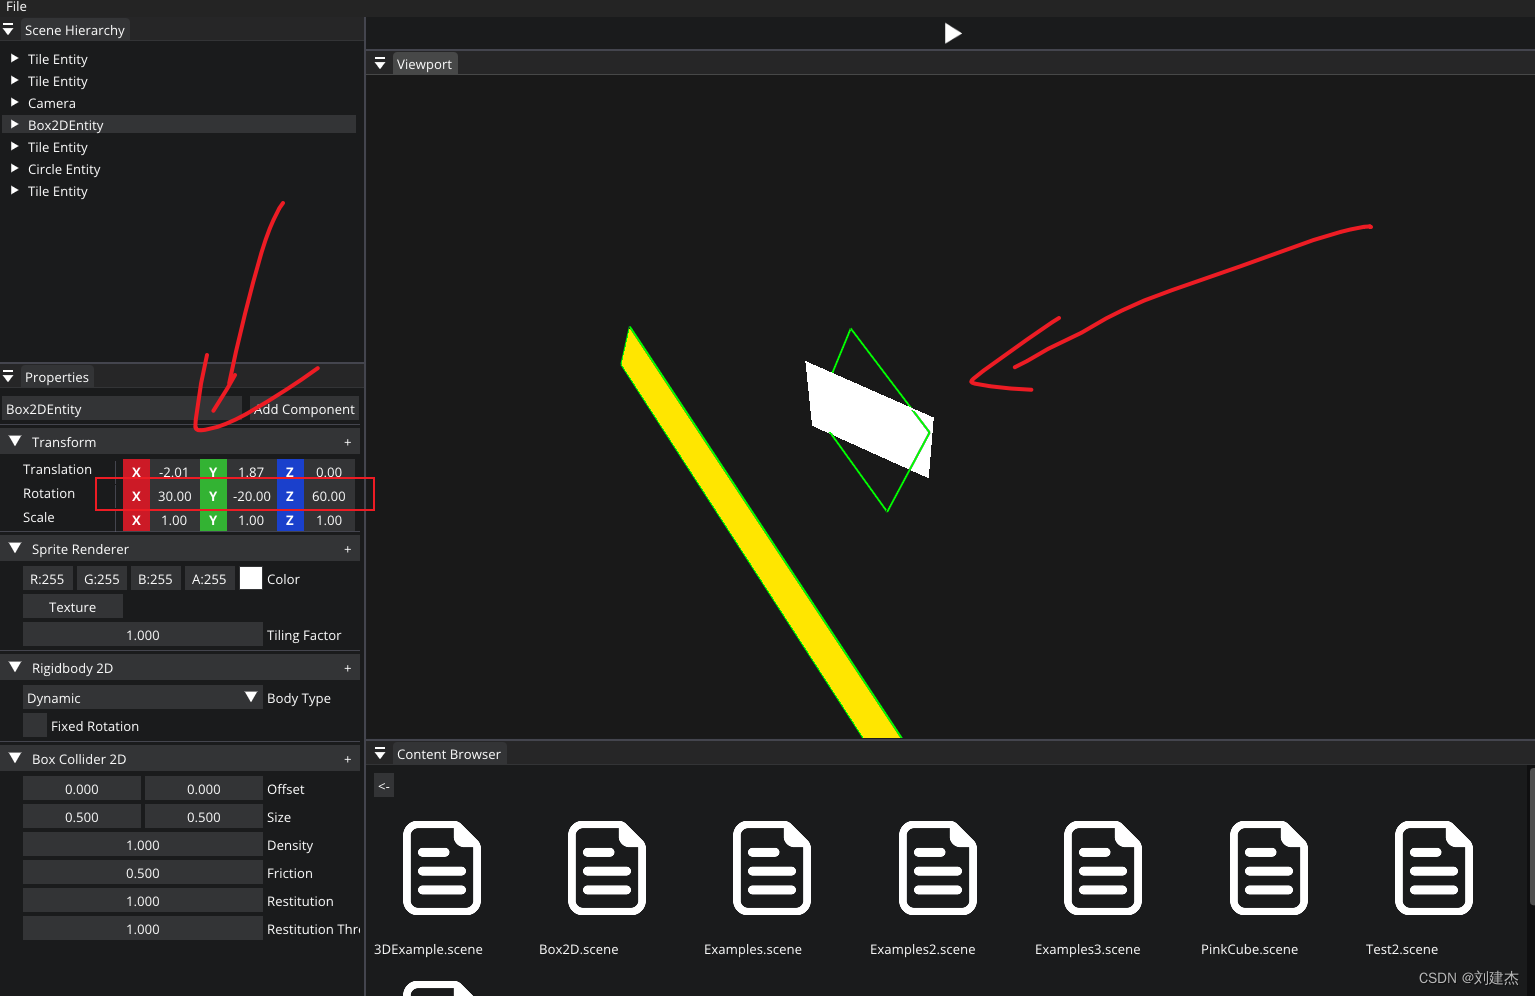 File
Scene Hierarchy
Tile Entity
Tile Entity
Camera
Box2DEntity
Tile Entity
Circle Entity
Tile Entity
Properties
Box2DEntity Add Component
Transform +
Translation X -2.01 Y 1.87 Z 0.00
Rotation X 30.00 Y -20.00 Z 60.00
Scale X 1.00 Y 1.00 Z 1.00
Sprite Renderer +
R:255 G:255 B:255 A:255 Color
Texture
1.000 Tiling Factor
Rigidbody 2D +
Dynamic Body Type
Fixed Rotation
Box Collider 2D +
0.000 0.000 Offset
0.500 0.500 Size
1.000 Density
0.500 Friction
1.000 Restitution
1.000 Restitution Thr
Viewport
Content Browser
<-
3DExample.scene Box2D.scene Examples.scene Examples2.scene Examples3.scene PinkCube.scene Test2.scene
CSDN @刘建杰